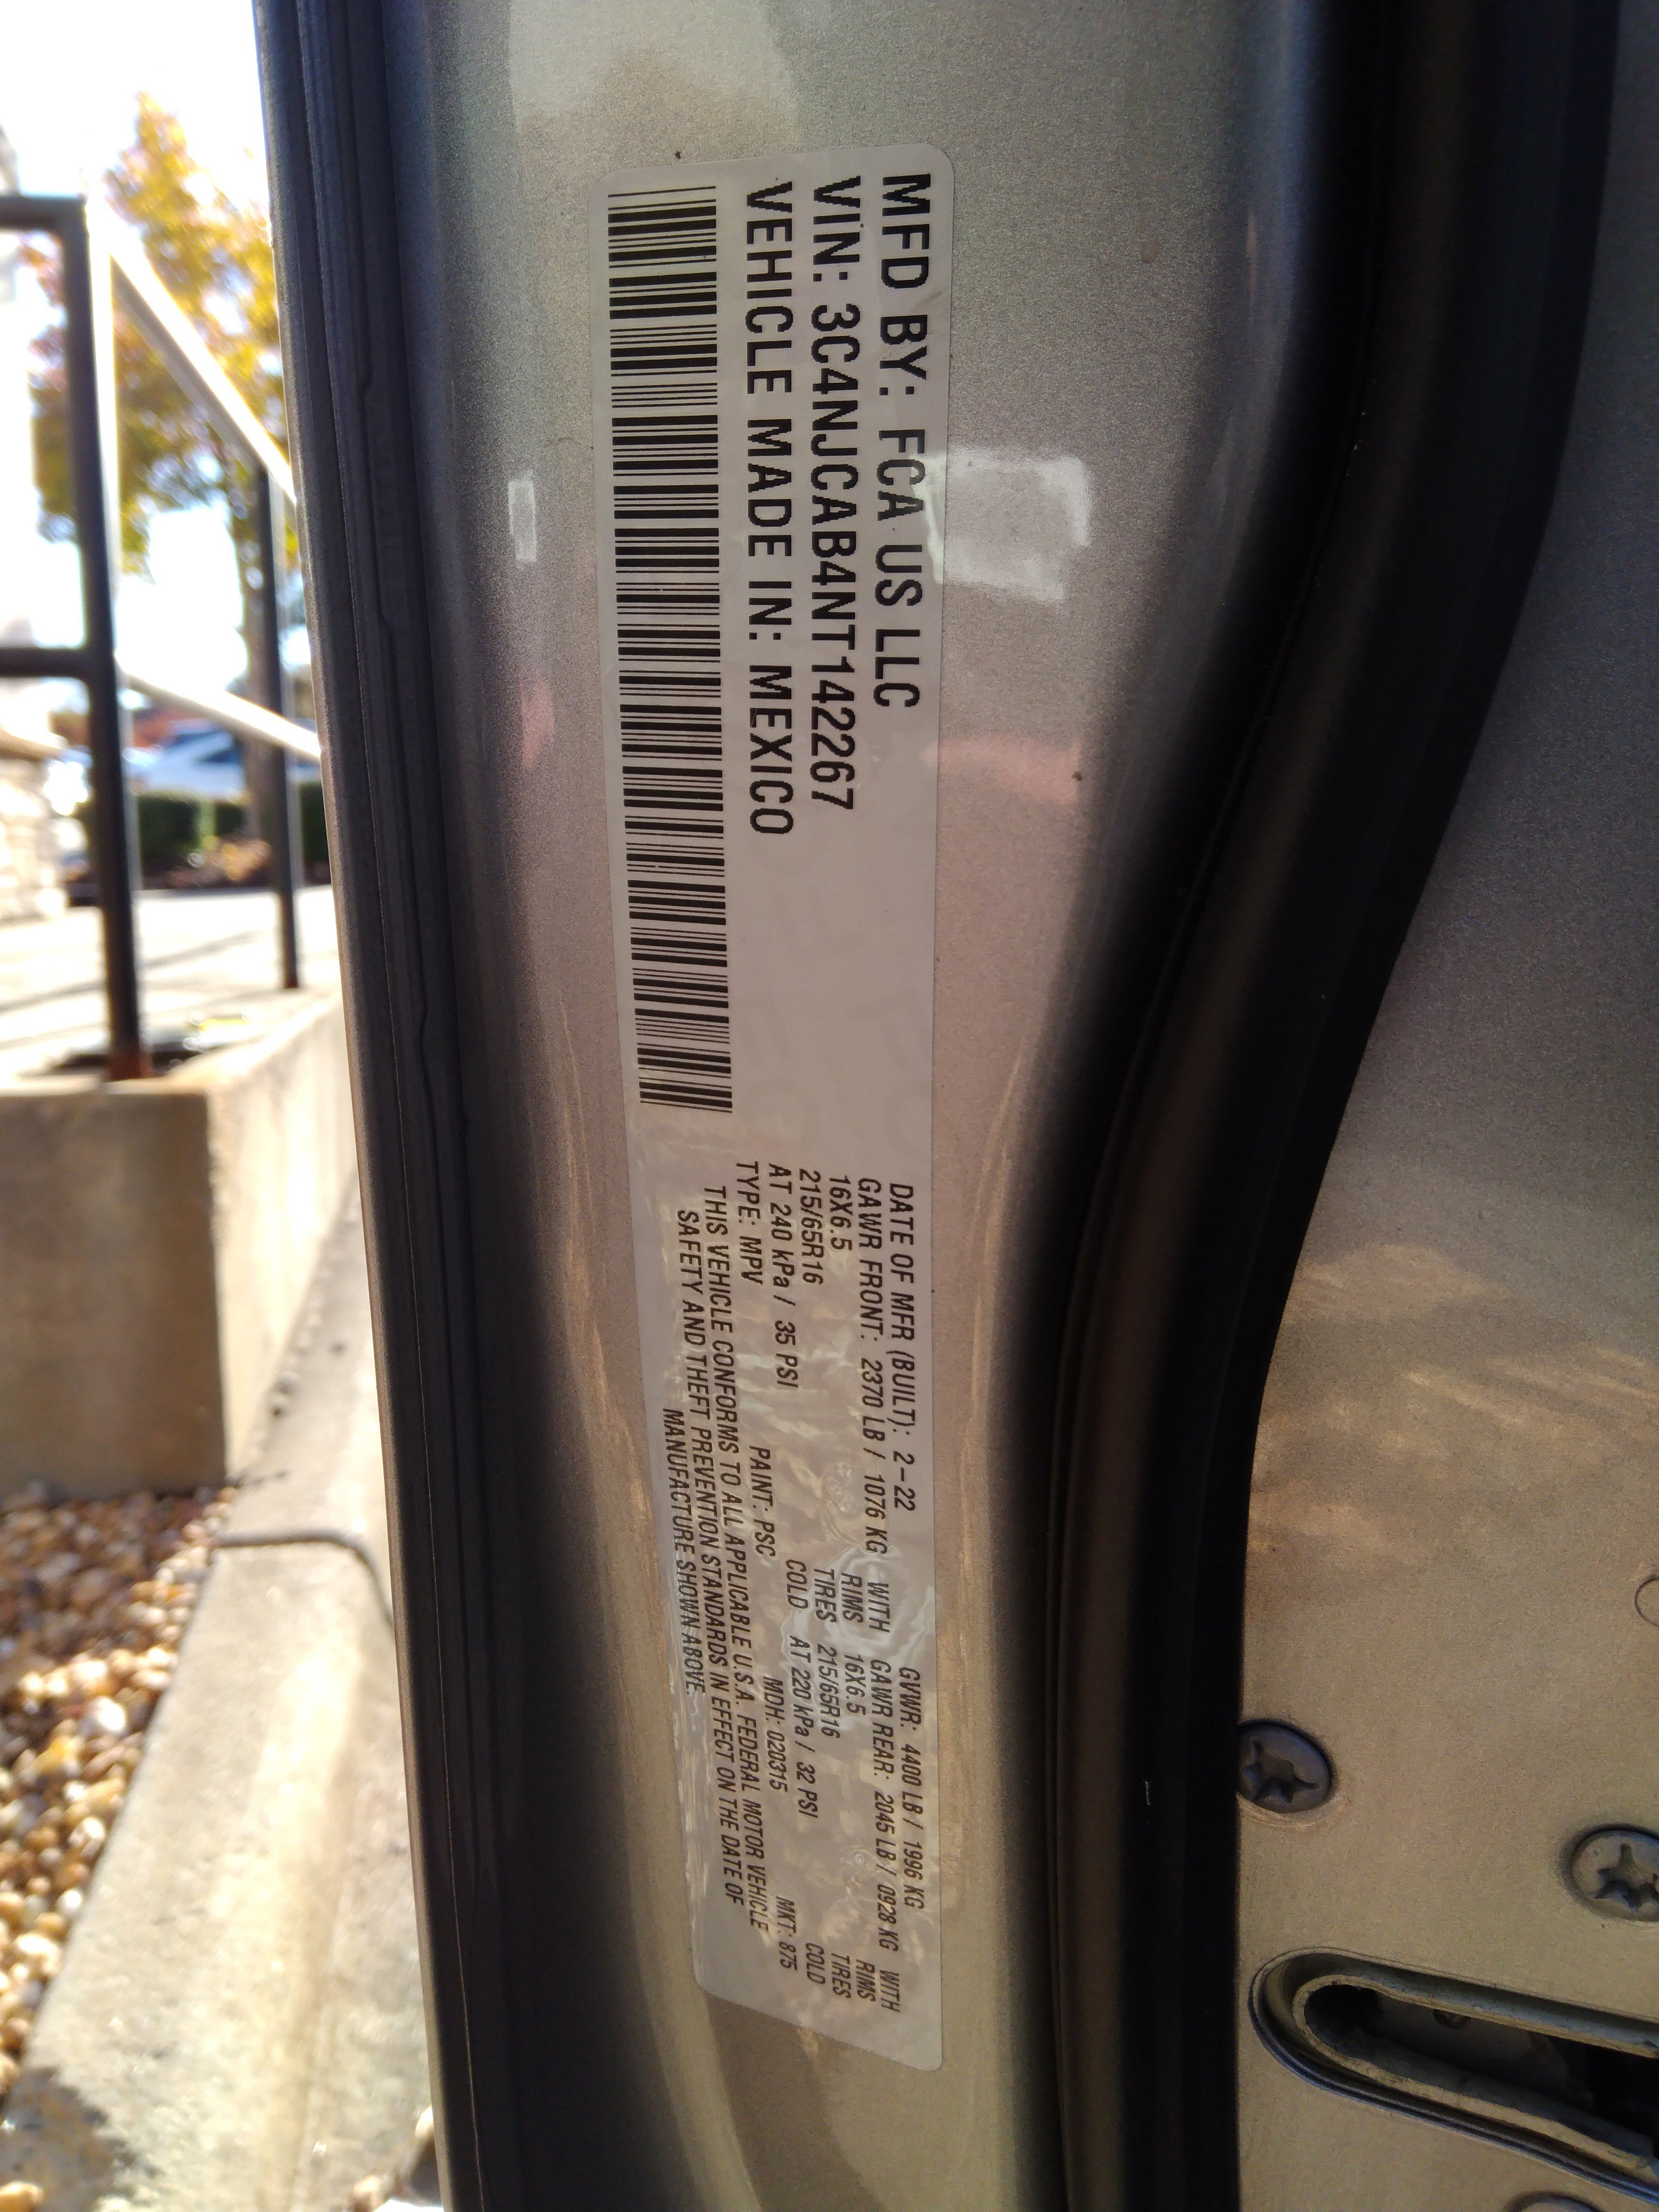 MFD BY: FCA US LLC
VIN: 3C4NJCAB4NT142267
VEHICLE MADE IN: MEXICO
DATE OF MFR (BUILT): 2-22 GVWR: 4400 LB / 1996 KG
GAWR FRONT: 2370 LB / 1076 KG WITH GAWR REAR: 2045 LB / 0928 KG WITH
16X6.5 RIMS 16X6.5 RIMS
215/65R16 TIRES 215/65R16 TIRES
AT 240 kPa / 35 PSI COLD AT 220 kPa / 32 PSI COLD
TYPE: MPV PAINT: PSC MDH: 020315 MKT: 875
THIS VEHICLE CONFORMS TO ALL APPLICABLE U.S.A. FEDERAL MOTOR VEHICLE
SAFETY AND THEFT PREVENTION STANDARDS IN EFFECT ON THE DATE OF
MANUFACTURE SHOWN ABOVE.